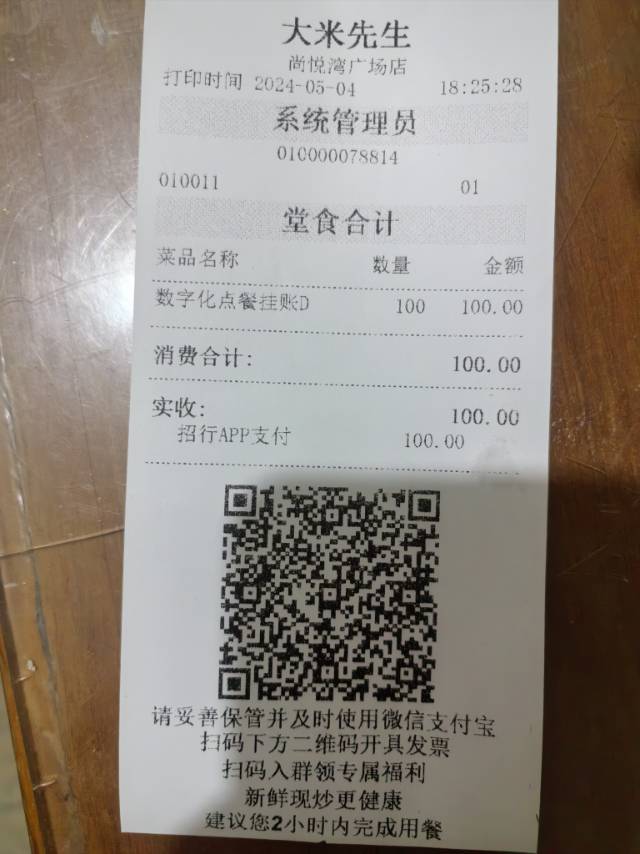 大米先生
尚悦湾广场店
打印时间 2024-05-04 18:25:28
系统管理员
010000078814
010011 01
堂食合计
菜品名称 数量 金额
数字化点餐挂账D 100 100.00
消费合计: 100.00
实收: 100.00
招行APP支付 100.00
请妥善保管并及时使用微信支付宝
扫码下方二维码开具发票
扫码入群领专属福利
新鲜现炒更健康
建议您2小时内完成用餐